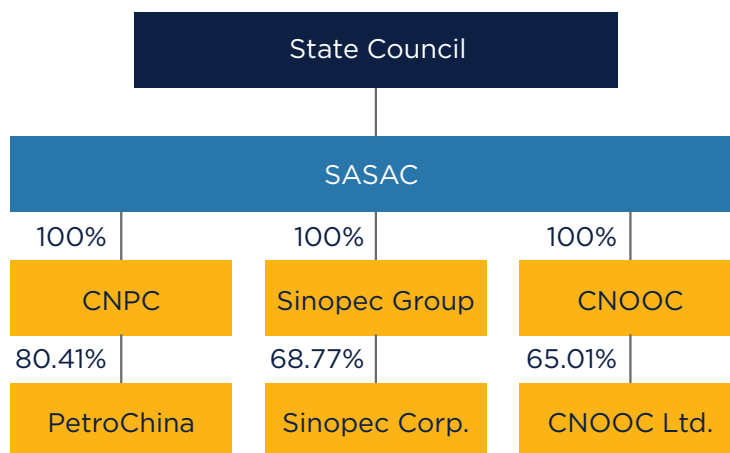 State Council
SASAC
100% 100% 100%
CNPC Sinopec Group CNOOC
80.41% 68.77% 65.01%
PetroChina Sinopec Corp. CNOOC Ltd.